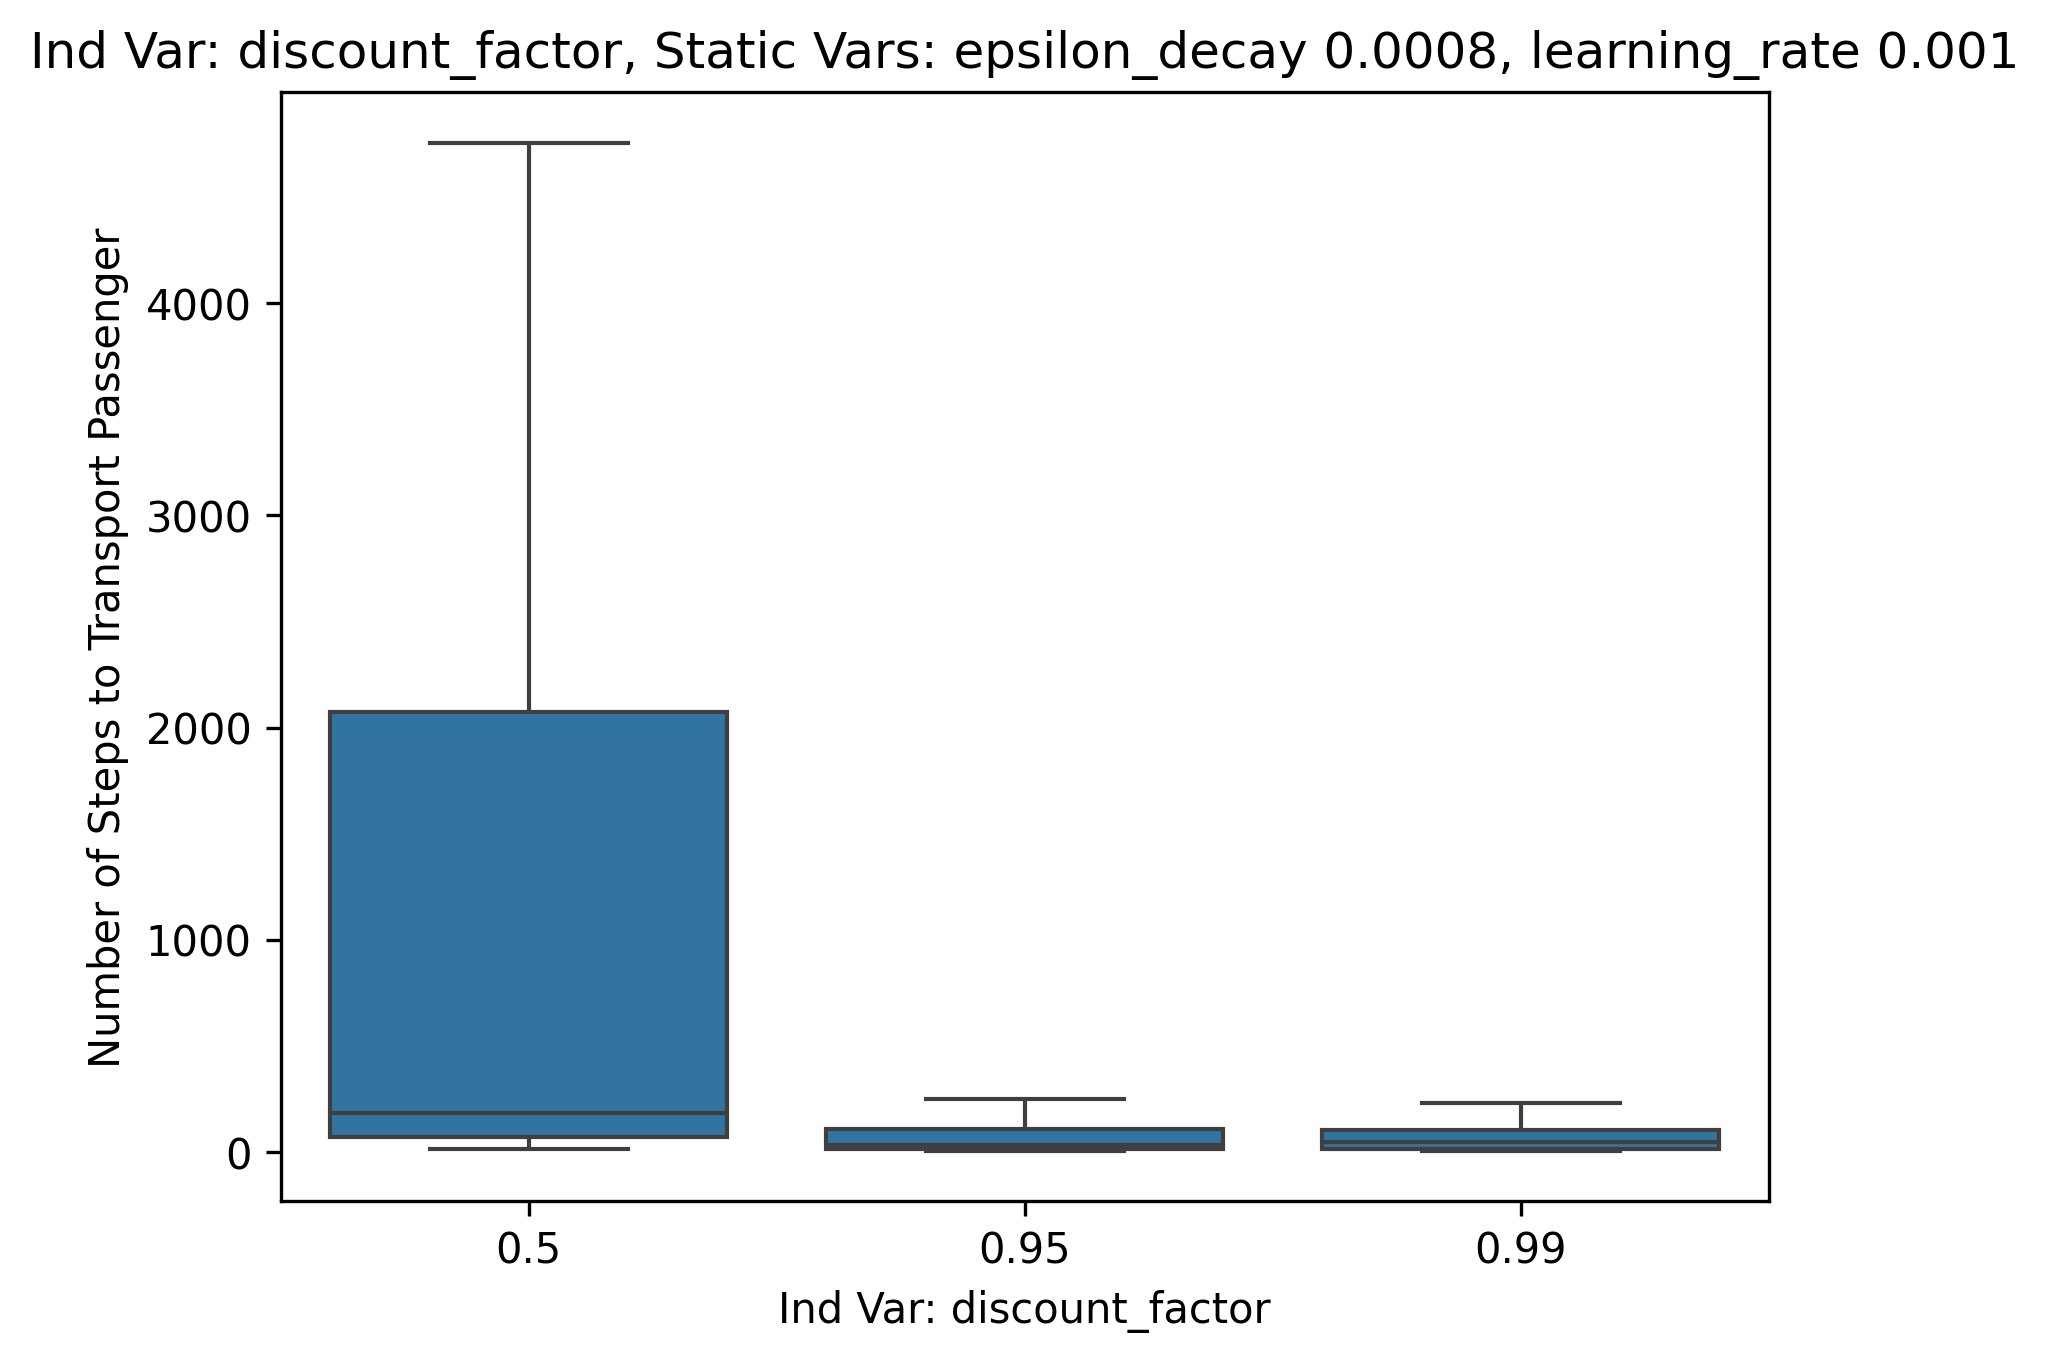 Ind Var: discount_factor, Static Vars: epsilon_decay 0.0008, learning_rate 0.001
Number of Steps to Transport Passenger
4000
3000
2000
1000
0
0.5 0.95 0.99
Ind Var: discount_factor